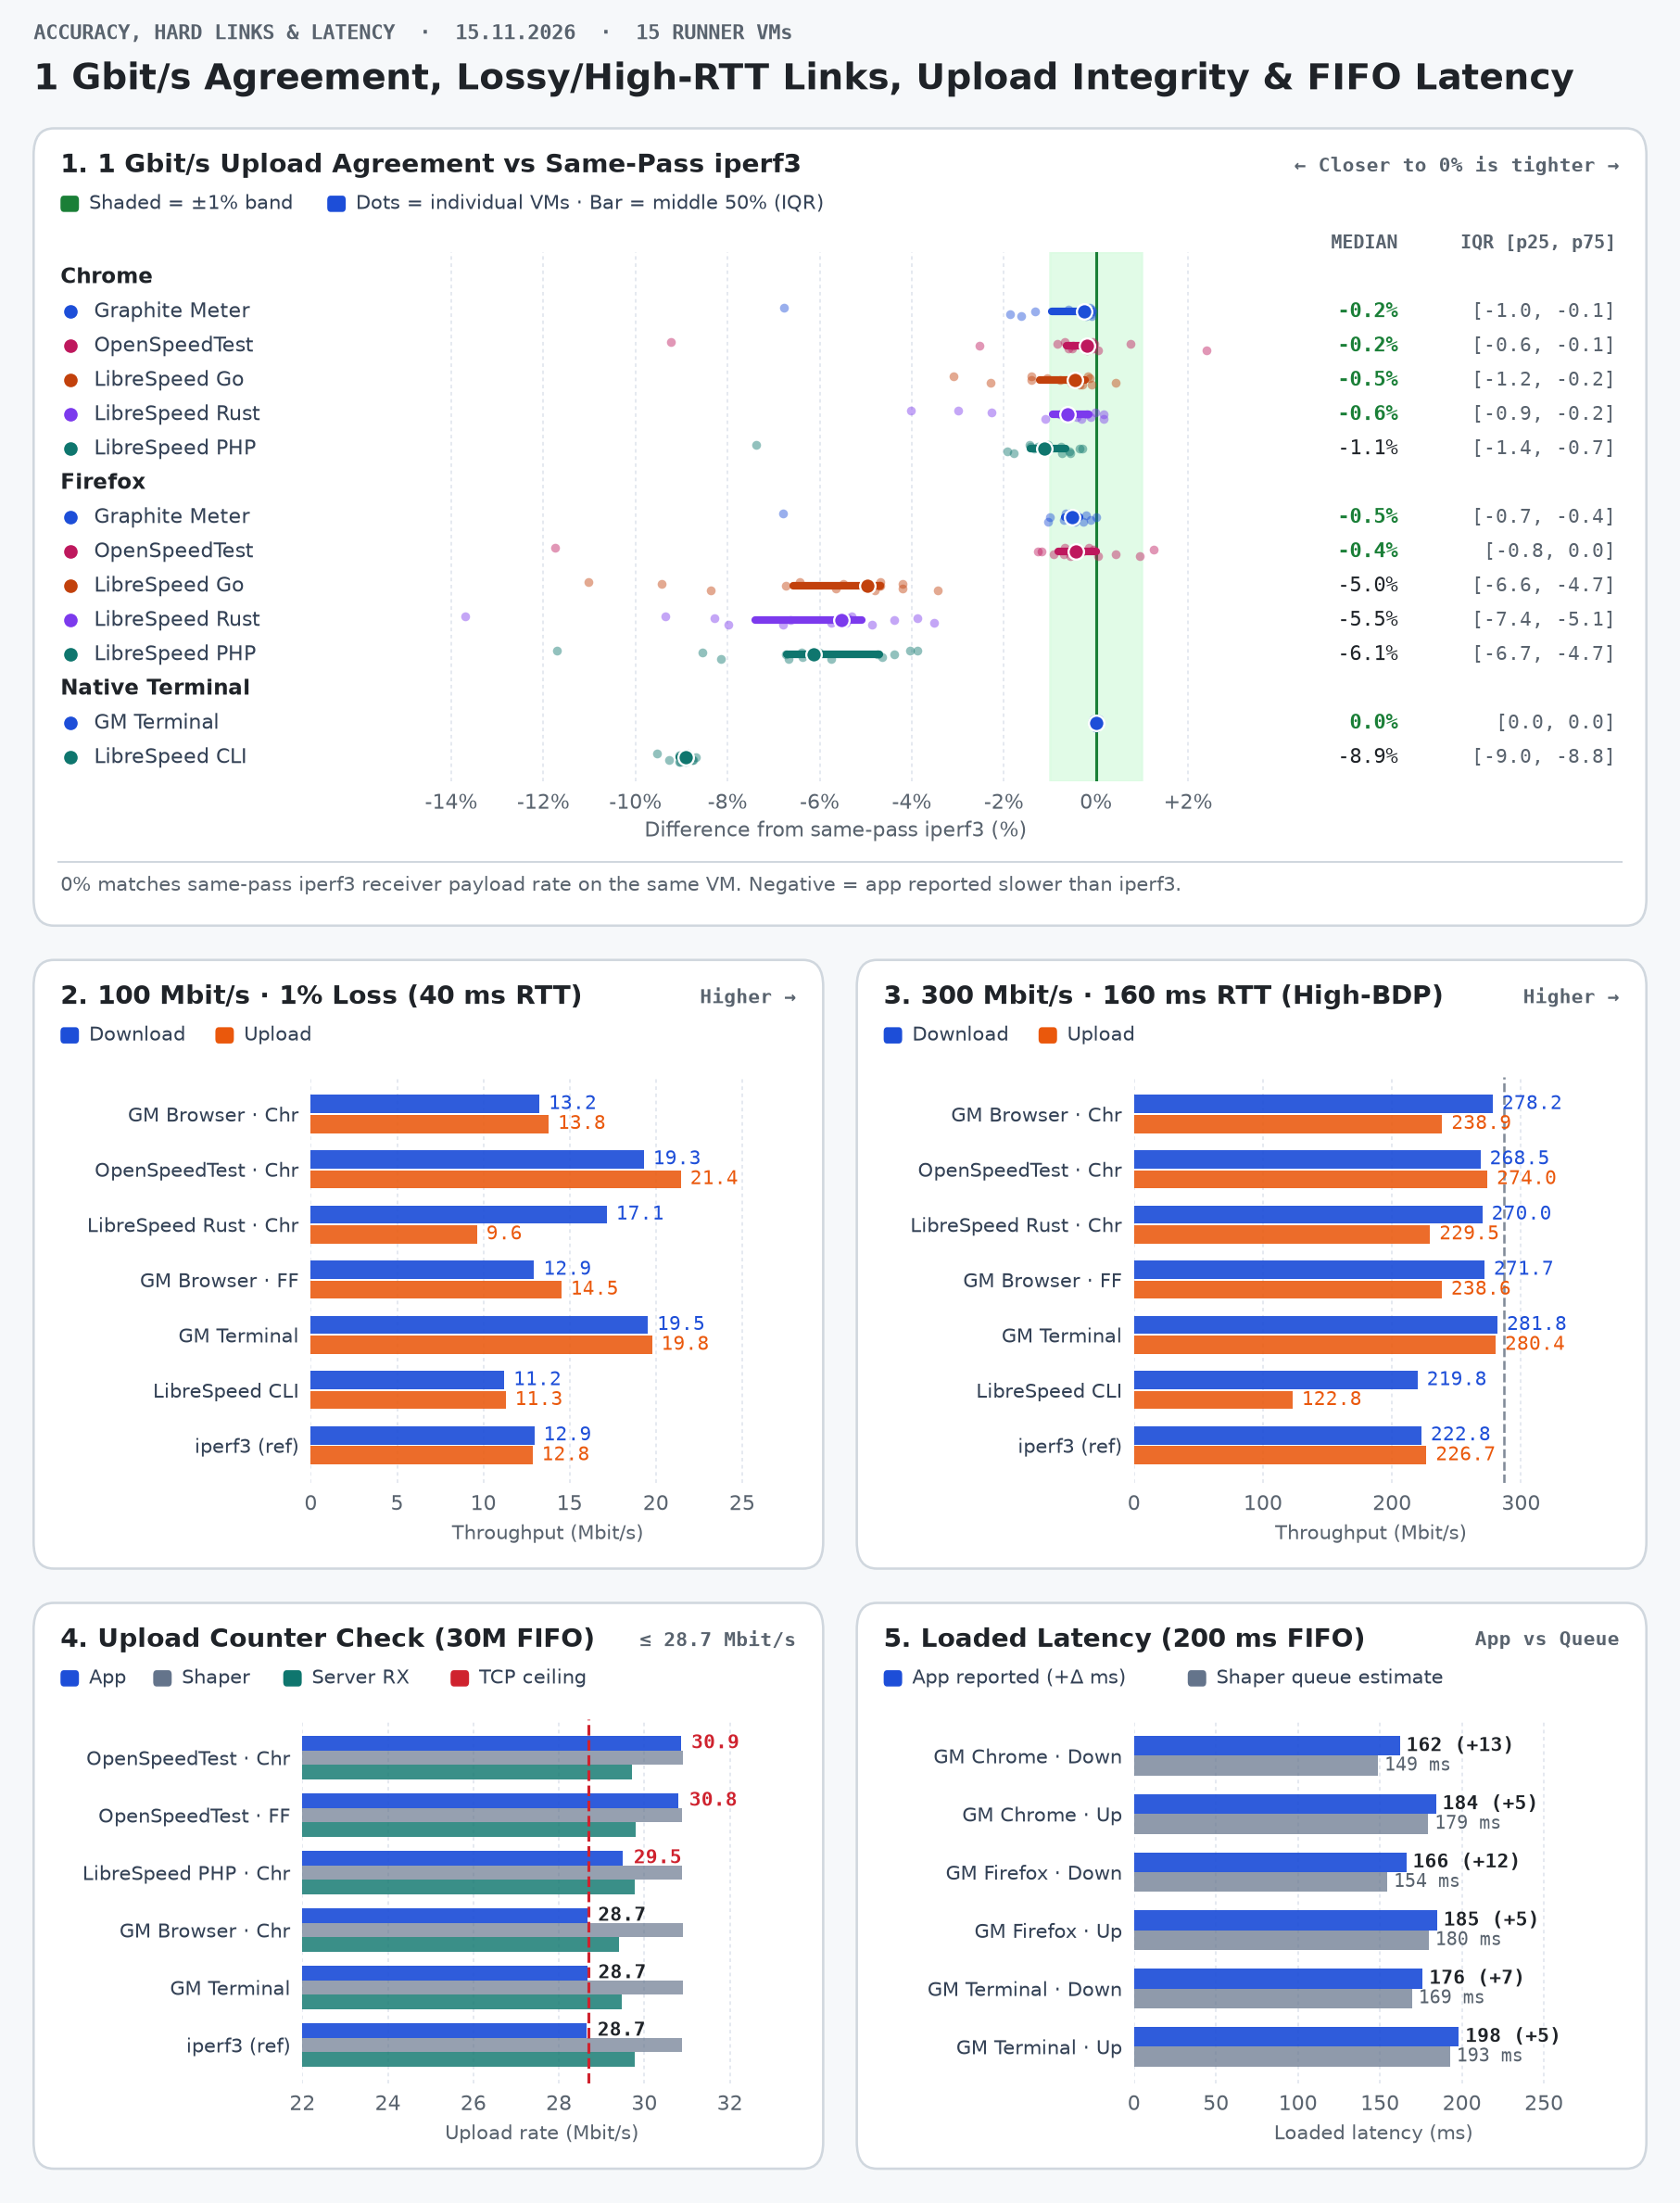 ACCURACY, HARD LINKS & LATENCY · 15.11.2026 · 15 RUNNER VMs
1 Gbit/s Agreement, Lossy/High-RTT Links, Upload Integrity & FIFO Latency
1. 1 Gbit/s Upload Agreement vs Same-Pass iperf3
← Closer to 0% is tighter →
Shaded = ±1% band
Dots = individual VMs · Bar = middle 50% (IQR)
MEDIAN IQR [p25, p75]
Chrome
Graphite Meter -0.2% [-1.0, -0.1]
OpenSpeedTest -0.2% [-0.6, -0.1]
LibreSpeed Go -0.5% [-1.2, -0.2]
LibreSpeed Rust -0.6% [-0.9, -0.2]
LibreSpeed PHP -1.1% [-1.4, -0.7]
Firefox
Graphite Meter -0.5% [-0.7, -0.4]
OpenSpeedTest -0.4% [-0.8, 0.0]
LibreSpeed Go -5.0% [-6.6, -4.7]
LibreSpeed Rust -5.5% [-7.4, -5.1]
LibreSpeed PHP -6.1% [-6.7, -4.7]
Native Terminal
GM Terminal 0.0% [0.0, 0.0]
LibreSpeed CLI -8.9% [-9.0, -8.8]
-14% -12% -10% -8% -6% -4% -2% 0% +2%
Difference from same-pass iperf3 (%)
0% matches same-pass iperf3 receiver payload rate on the same VM. Negative = app reported slower than iperf3.
2. 100 Mbit/s · 1% Loss (40 ms RTT)
Higher →
Download Upload
GM Browser · Chr
13.2
13.8
OpenSpeedTest · Chr
19.3
21.4
LibreSpeed Rust · Chr
17.1
9.6
GM Browser · FF
12.9
14.5
GM Terminal
19.5
19.8
LibreSpeed CLI
11.2
11.3
iperf3 (ref)
12.9
12.8
0 5 10 15 20 25
Throughput (Mbit/s)
3. 300 Mbit/s · 160 ms RTT (High-BDP)
Higher →
Download Upload
GM Browser · Chr
278.2
238.9
OpenSpeedTest · Chr
268.5
274.0
LibreSpeed Rust · Chr
270.0
229.5
GM Browser · FF
271.7
238.6
GM Terminal
281.8
280.4
LibreSpeed CLI
219.8
122.8
iperf3 (ref)
222.8
226.7
0 100 200 300
Throughput (Mbit/s)
4. Upload Counter Check (30M FIFO)
≤ 28.7 Mbit/s
App Shaper Server RX TCP ceiling
OpenSpeedTest · Chr 30.9
OpenSpeedTest · FF 30.8
LibreSpeed PHP · Chr 29.5
GM Browser · Chr 28.7
GM Terminal 28.7
iperf3 (ref) 28.7
22 24 26 28 30 32
Upload rate (Mbit/s)
5. Loaded Latency (200 ms FIFO)
App vs Queue
App reported (+Δ ms) Shaper queue estimate
GM Chrome · Down
162 (+13)
149 ms
GM Chrome · Up
184 (+5)
179 ms
GM Firefox · Down
166 (+12)
154 ms
GM Firefox · Up
185 (+5)
180 ms
GM Terminal · Down
176 (+7)
169 ms
GM Terminal · Up
198 (+5)
193 ms
0 50 100 150 200 250
Loaded latency (ms)